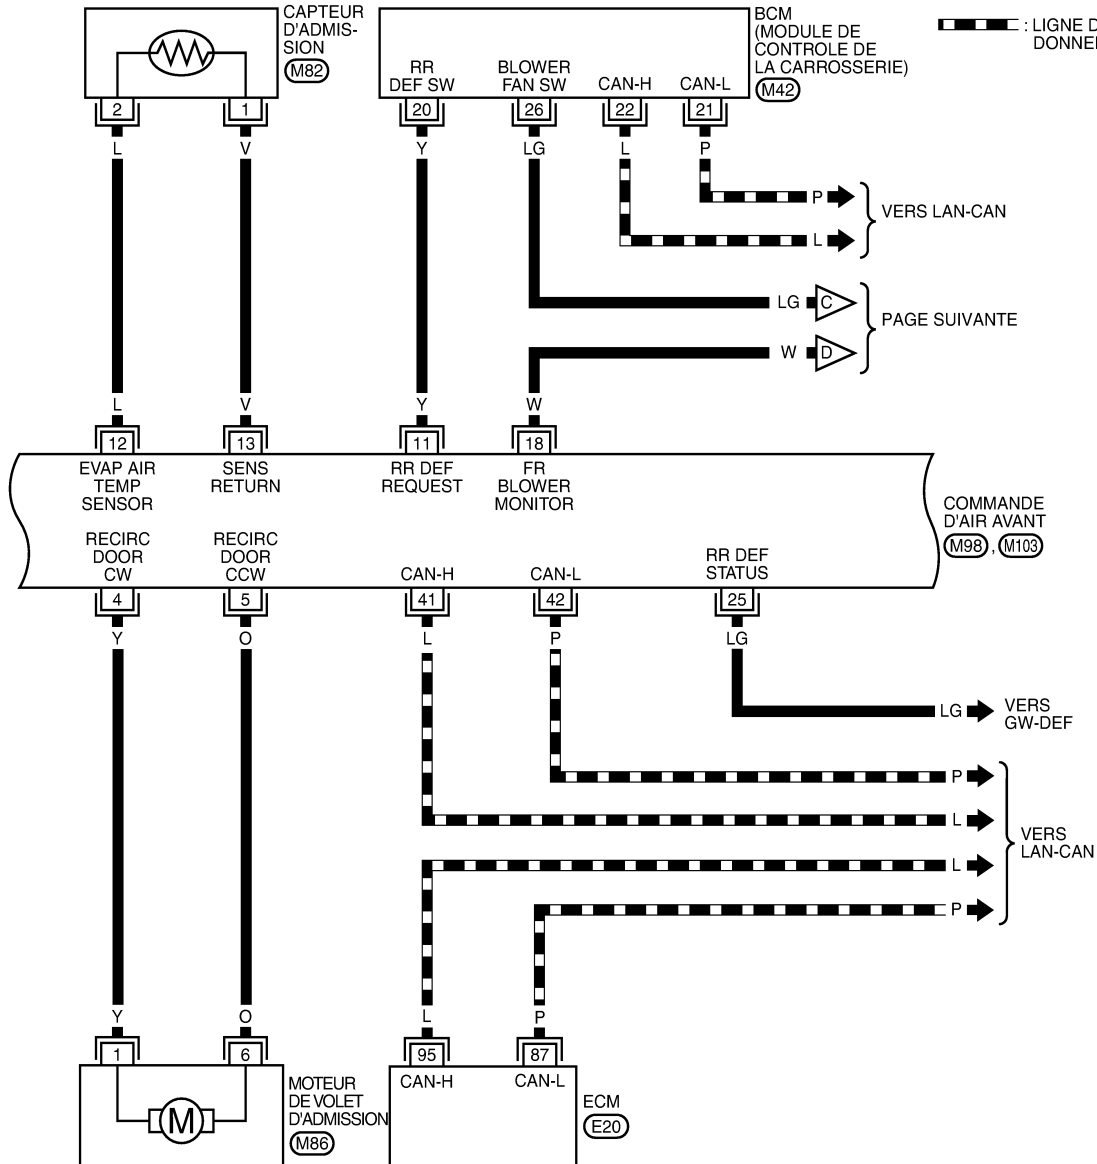 CAPTEUR
D'ADMIS-
SION
M82
BCM
(MODULE DE
CONTROLE DE
LA CARROSSERIE)
M42
: LIGNE D
DONNE
RR
DEF SW
BLOWER
FAN SW
CAN-H
CAN-L
2
1
20
26
22
21
L
V
Y
LG
L
P
P
L
VERS LAN-CAN
LG
C
W
D
PAGE SUIVANTE
L
V
Y
W
12
13
11
18
EVAP AIR
TEMP
SENSOR
SENS
RETURN
RR DEF
REQUEST
FR
BLOWER
MONITOR
COMMANDE
D'AIR AVANT
M98 , M103
RECIRC
DOOR
CW
RECIRC
DOOR
CCW
CAN-H
CAN-L
RR DEF
STATUS
4
5
41
42
25
Y
O
L
P
LG
LG
VERS
GW-DEF
P
L
L
P
VERS
LAN-CAN
Y
O
L
P
1
6
95
87
CAN-H
CAN-L
M
MOTEUR
DE VOLET
D'ADMISSION
M86
ECM
E20